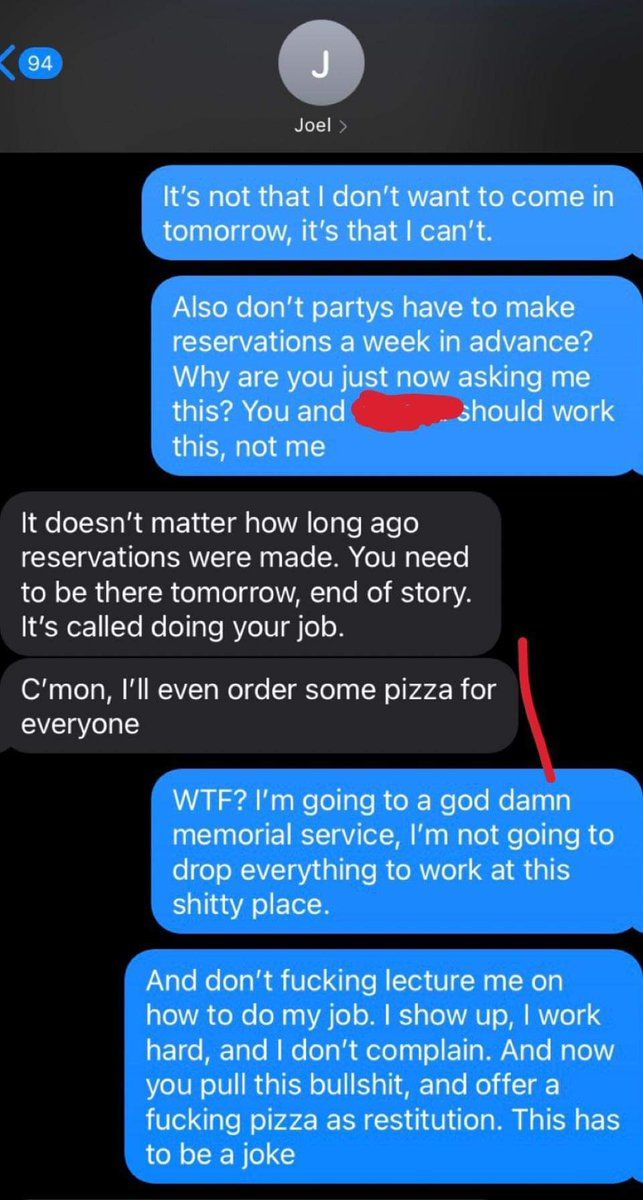 94
J
Joel >
It's not that I don't want to come in
tomorrow, it's that I can't.
Also don't partys have to make
reservations a week in advance?
Why are you just now asking me
this? You and should work
this, not me
It doesn't matter how long ago
reservations were made. You need
to be there tomorrow, end of story.
It's called doing your job.
C'mon, I'll even order some pizza for
everyone
WTF? I'm going to a god damn
memorial service, I'm not going to
drop everything to work at this
shitty place.
And don't fucking lecture me on
how to do my job. I show up, I work
hard, and I don't complain. And now
you pull this bullshit, and offer a
fucking pizza as restitution. This has
to be a joke